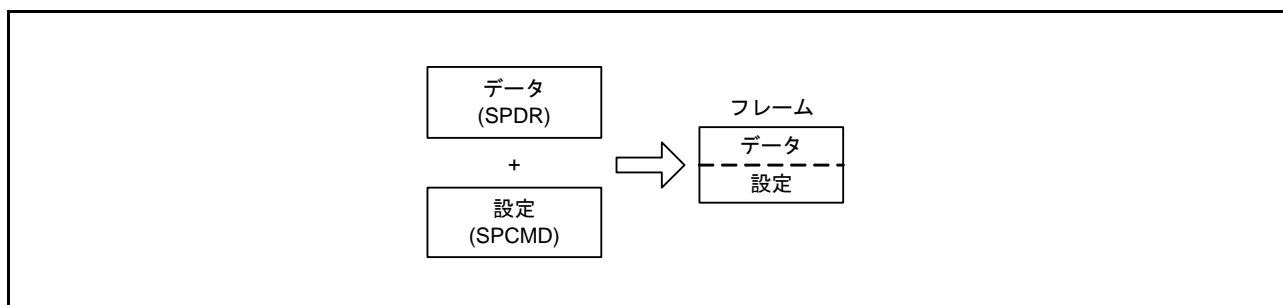 データ
(SPDR)
+
設定
(SPCMD)
フレーム
データ
設定